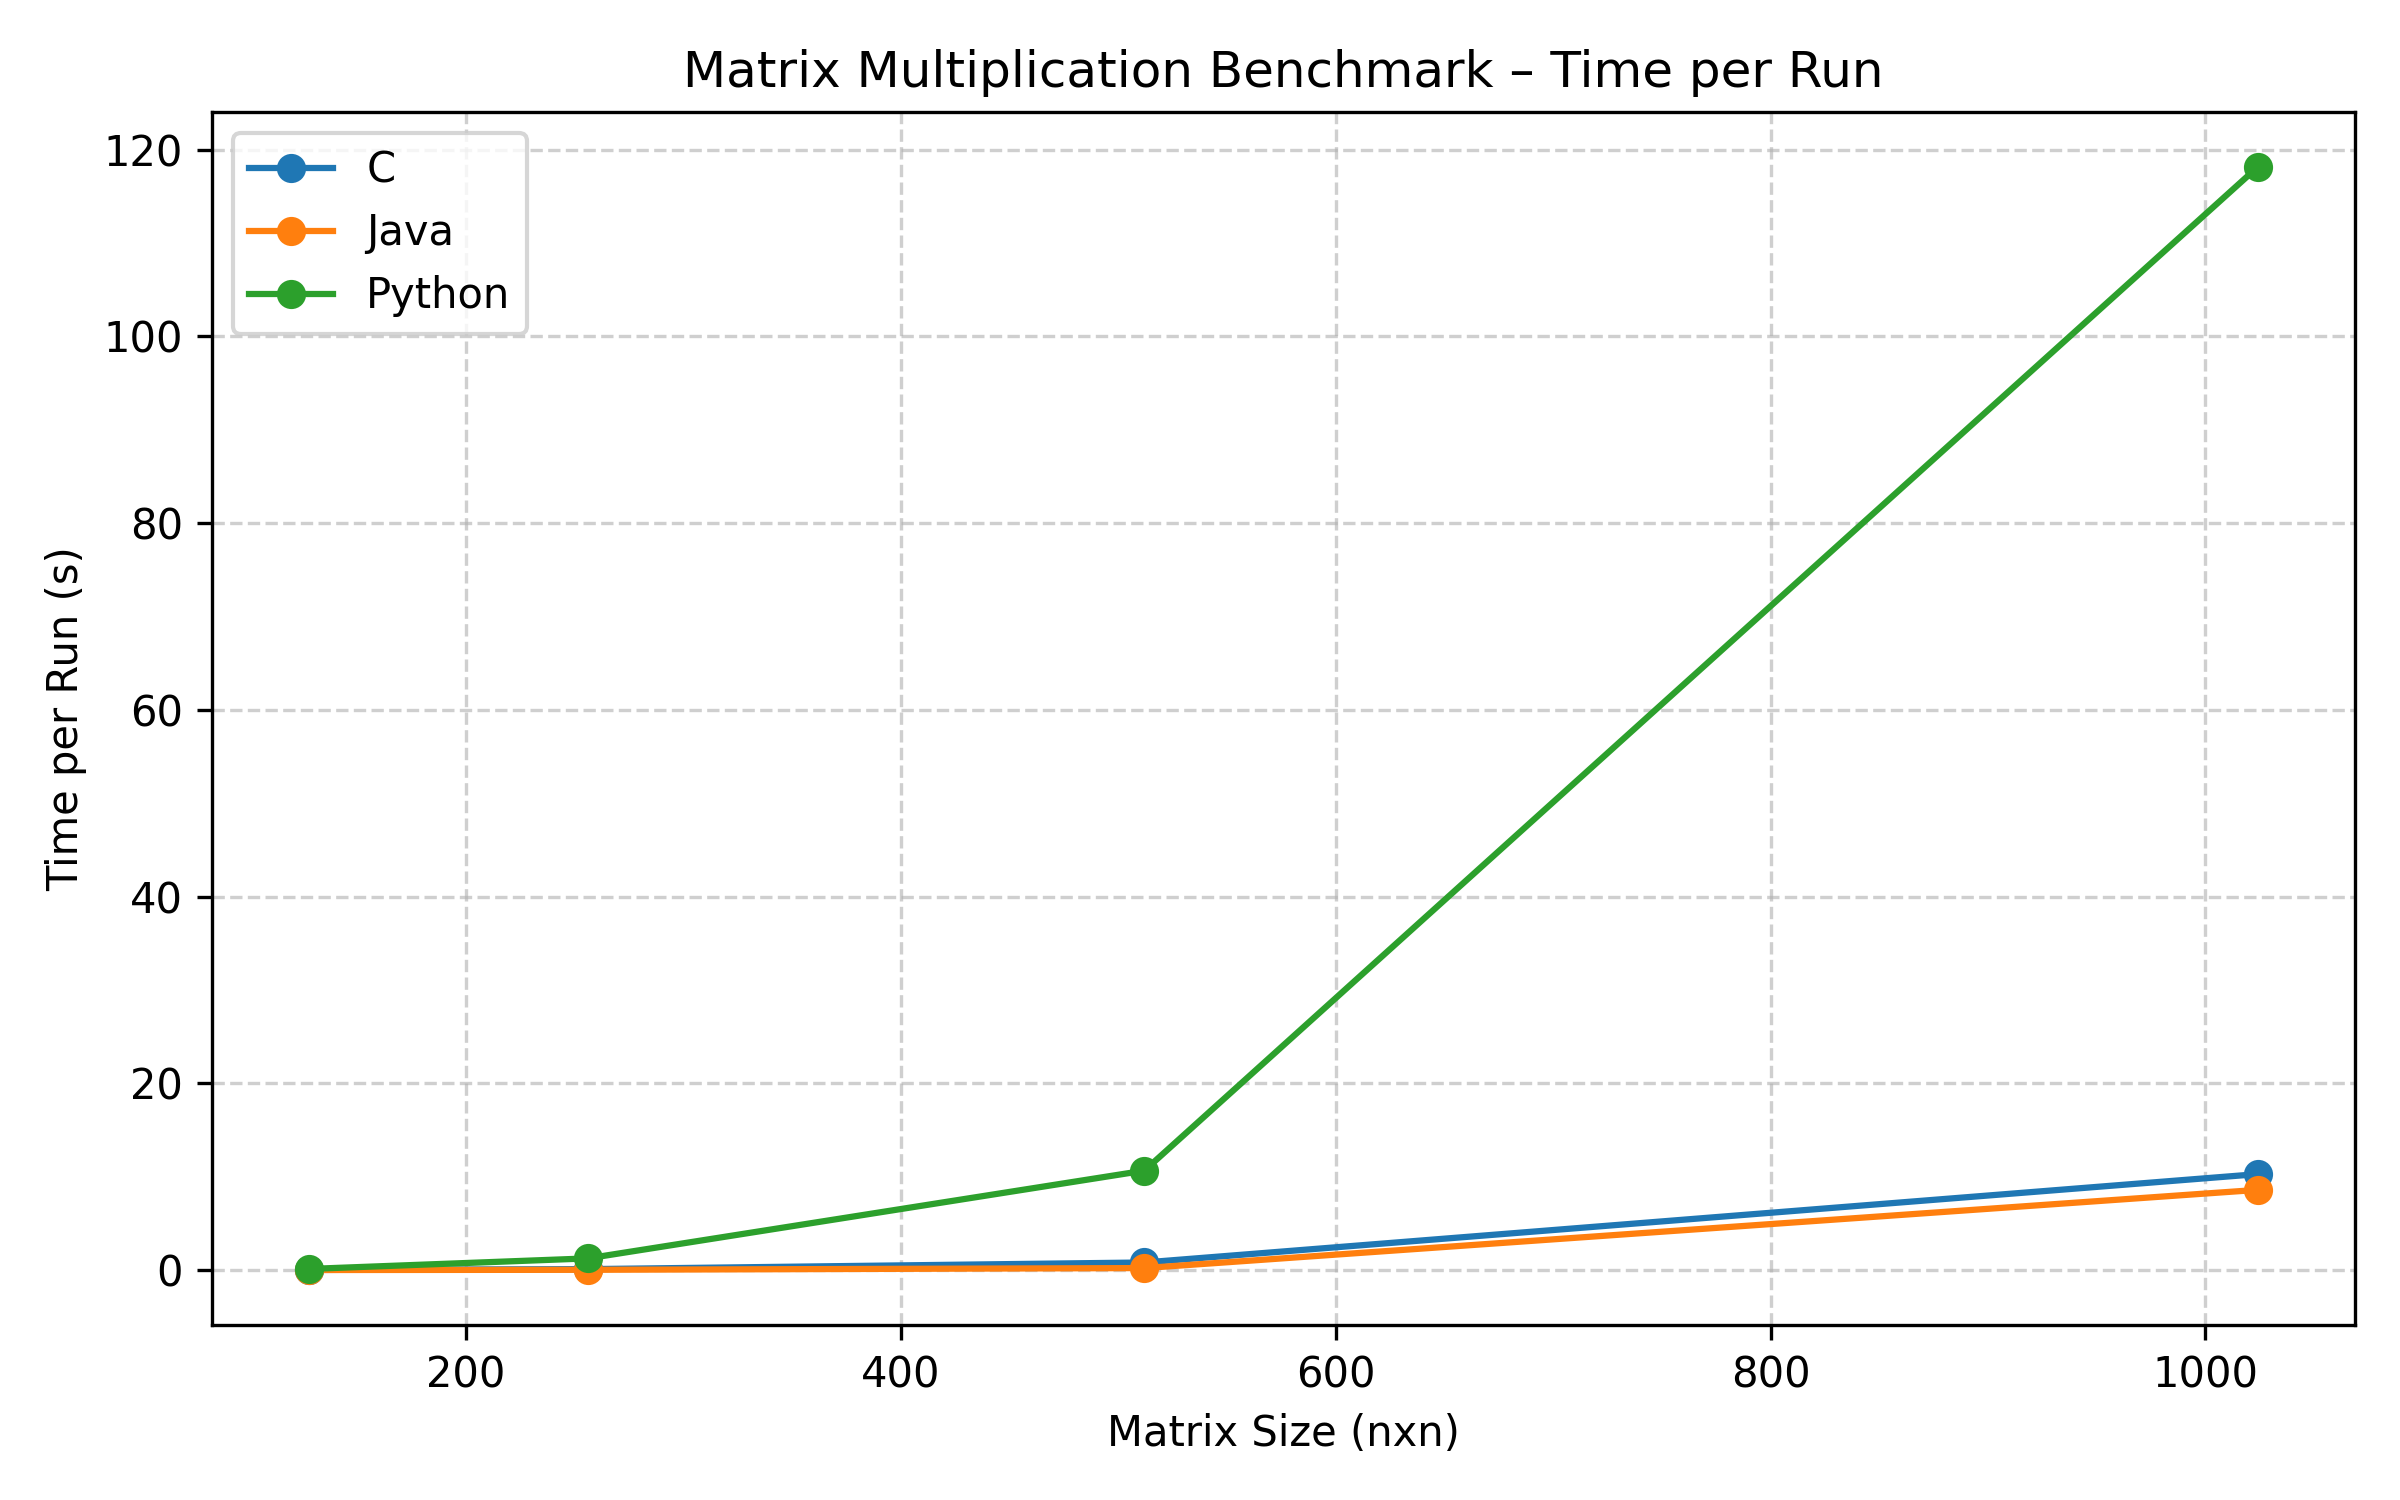 Matrix Multiplication Benchmark – Time per Run
C
Java
Python
Time per Run (s)
120
100
80
60
40
20
0
200 400 600 800 1000
Matrix Size (nxn)